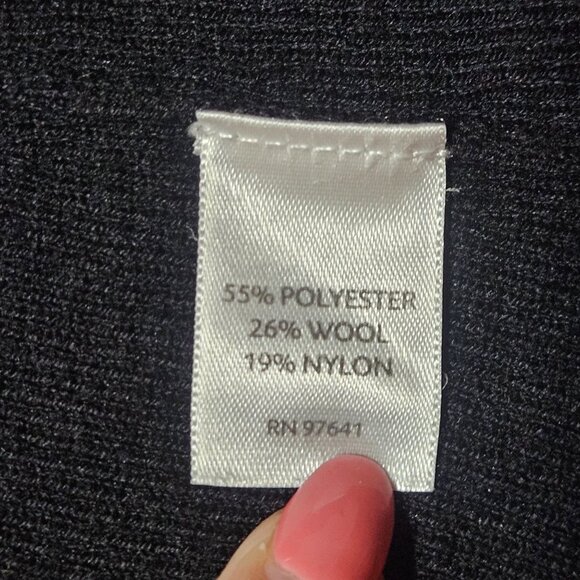 55% POLYESTER
26% WOOL
19% NYLON
RN 97641